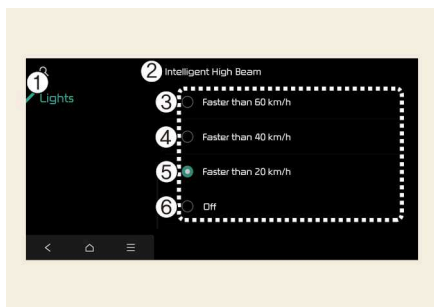 1
Lights
2 Intelligent High Beam
3 Faster than 60 km/h
4 Faster than 40 km/h
5 Faster than 20 km/h
6 Off